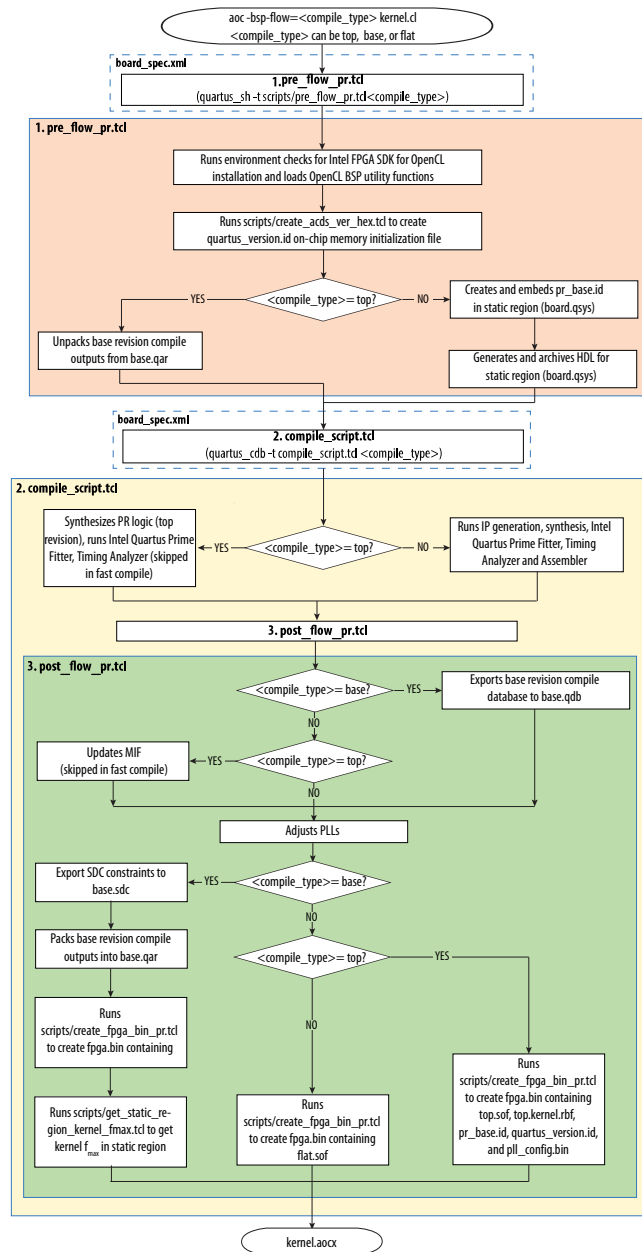 aoc -bsp-flow=<compile_type> kernel.cl
<compile_type> can be top, base, or flat
board_spec.xml
1.pre_flow_pr.tcl
(quartus_sh –t scripts/pre_flow_pr.tcl<compile_type>)
1. pre_flow_pr.tcl
Runs environment checks for Intel FPGA SDK for OpenCL
installation and loads OpenCL BSP utility functions
Runs scripts/create_acds_ver_hex.tcl to create
quartus_version.id on-chip memory initialization file
<compile_type>= top?
YES
NO
Creates and embeds pr_base.id
in static region (board.qsys)
Unpacks base revision compile
outputs from base.qar
Generates and archives HDL for
static region (board.qsys)
board_spec.xml
2. compile_script.tcl
(quartus_cdb –t compile_script.tcl <compile_type>)
2. compile_script.tcl
Synthesizes PR logic (top
revision), runs Intel Quartus Prime
Fitter, Timing Analyzer (skipped
in fast compile)
YES
<compile_type>= top?
NO
Runs IP generation, synthesis, Intel
Quartus Prime Fitter, Timing
Analyzer and Assembler
3. post_flow_pr.tcl
3. post_flow_pr.tcl
<compile_type>= base?
YES
Exports base revision compile
database to base.qdb
NO
Updates MIF
(skipped in fast compile)
YES
<compile_type>= top?
NO
Adjusts PLLs
Export SDC constraints to
base.sdc
YES
<compile_type>= base?
NO
Packs base revision compile
outputs into base.qar
<compile_type>= top?
YES
NO
Runs
scripts/create_fpga_bin_pr.tcl
to create fpga.bin containing
Runs scripts/get_static_re-
gion_kernel_fmax.tcl to get
kernel fmax in static region
Runs
scripts/create_fpga_bin_pr.tcl
to create fpga.bin containing
flat.sof
Runs
scripts/create_fpga_bin_pr.tcl
to create fpga.bin containing
top.sof, top.kernel.rbf,
pr_base.id, quartus_version.id,
and pll_config.bin
kernel.aocx